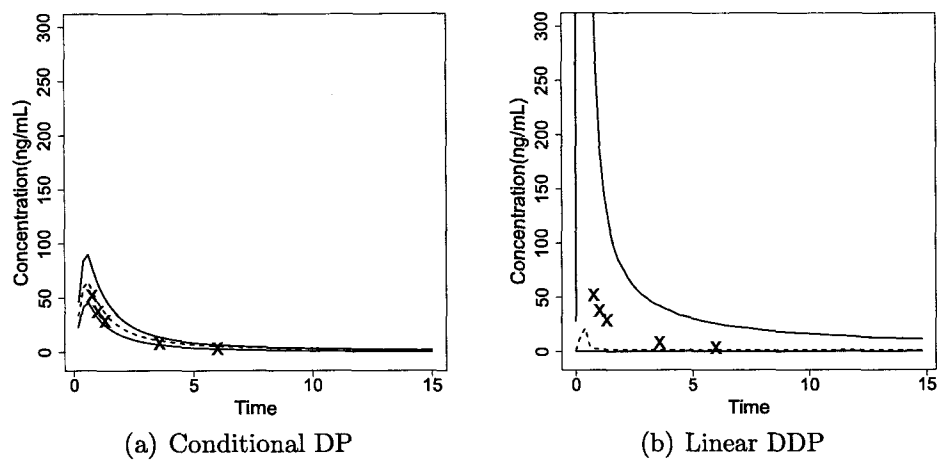 Concentration(ng/mL)
0 50 100 150 200 250 300
0 5 10 15
Time
(a) Conditional DP
Concentration(ng/mL)
0 50 100 150 200 250 300
0 5 10 15
Time
(b) Linear DDP